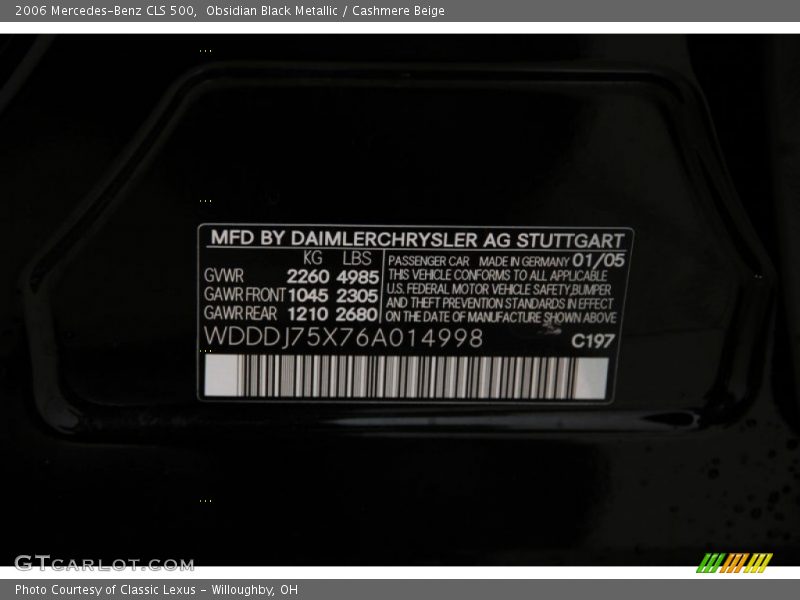 2006 Mercedes-Benz CLS 500,  Obsidian Black Metallic / Cashmere Beige
MFD BY DAIMLERCHRYSLER AG STUTTGART
KG LBS
GVWR 2260 4985
GAWR FRONT 1045 2305
GAWR REAR 1210 2680
PASSENGER CAR MADE IN GERMANY 01/05
THIS VEHICLE CONFORMS TO ALL APPLICABLE
U.S. FEDERAL MOTOR VEHICLE SAFETY,BUMPER
AND THEFT PREVENTION STANDARDS IN EFFECT
ON THE DATE OF MANUFACTURE SHOWN ABOVE
WDDDJ75X76A014998
C197
GTCARLOT.COM
Photo Courtesy of Classic Lexus - Willoughby, OH